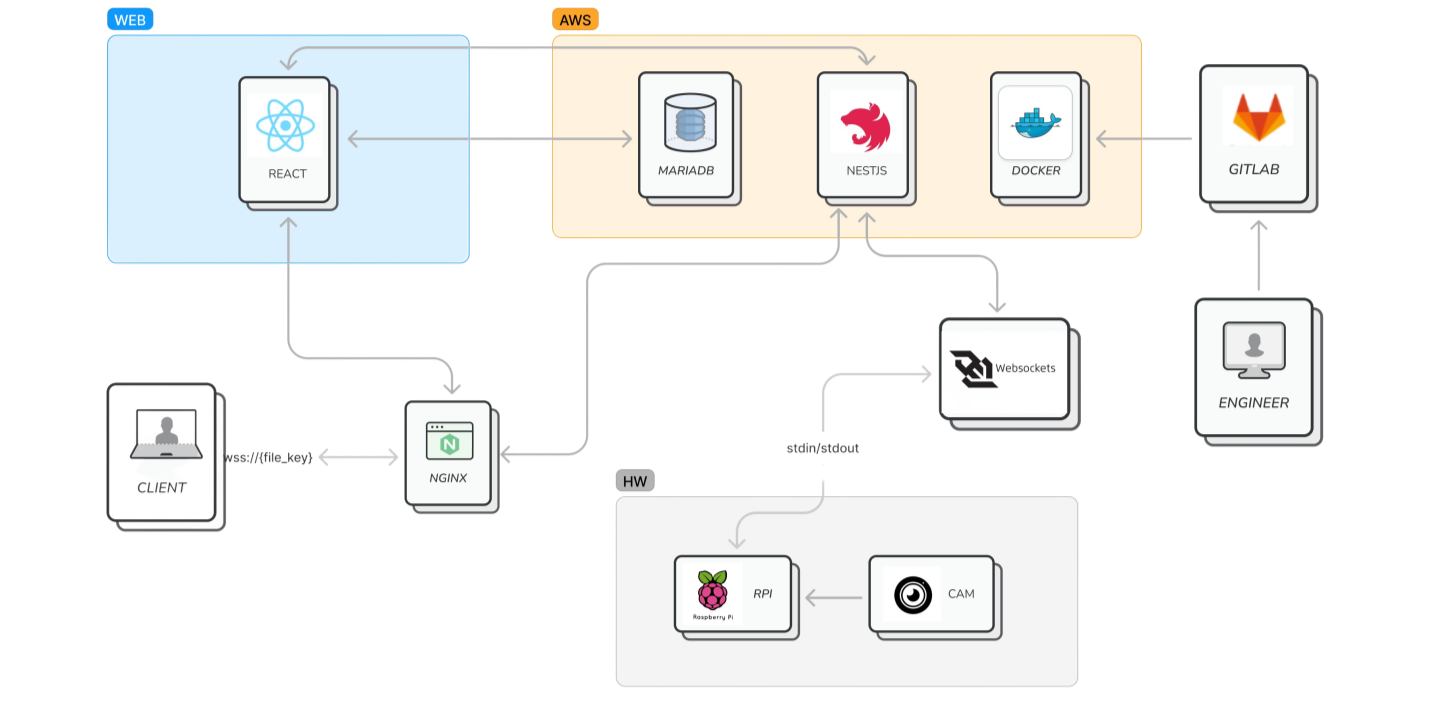 WEB
AWS
REACT
MARIADB
NESTJS
DOCKER
GITLAB
Websockets
ENGINEER
CLIENT
wss://{file_key}
NGINX
stdin/stdout
HW
Raspberry Pi
RPI
CAM